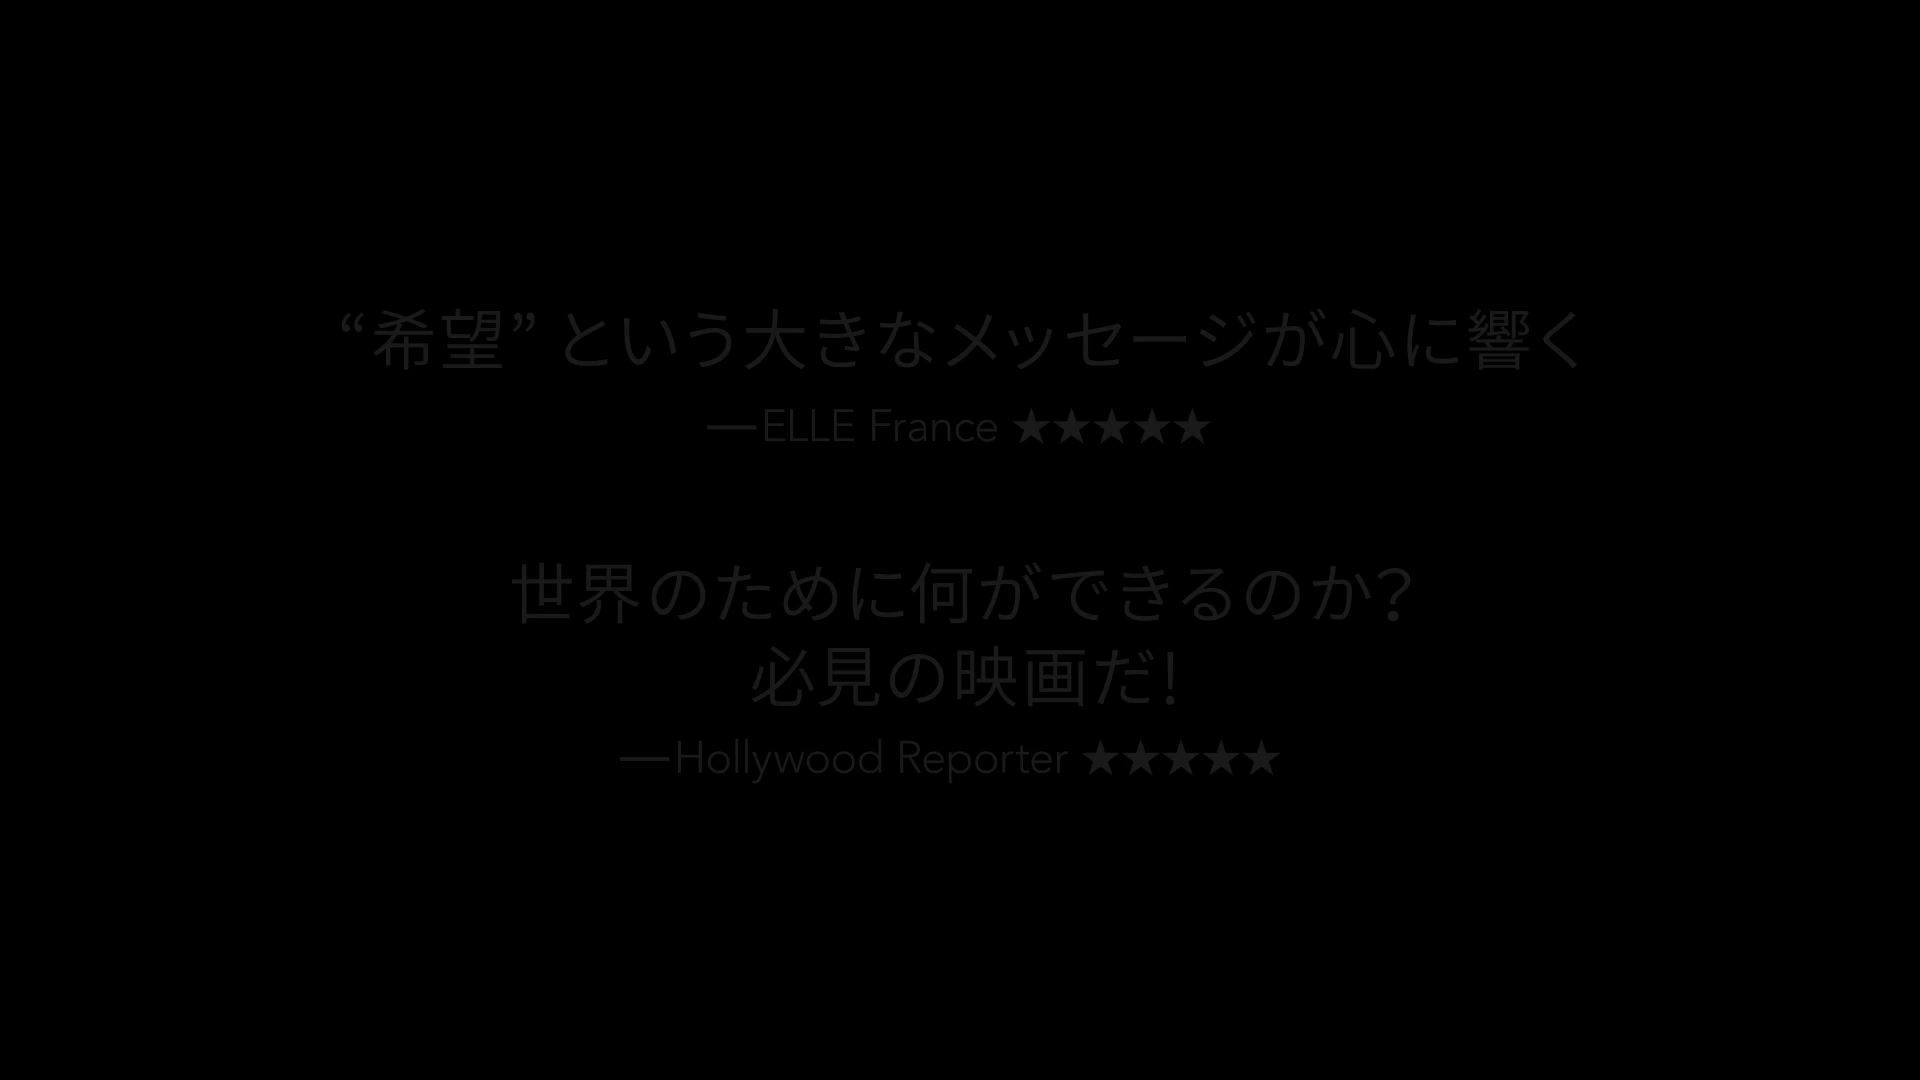 “希望” という大きなメッセージが心に響く
—ELLE France ★★★★★
世界のために何ができるのか？
必見の映画だ！
—Hollywood Reporter ★★★★★